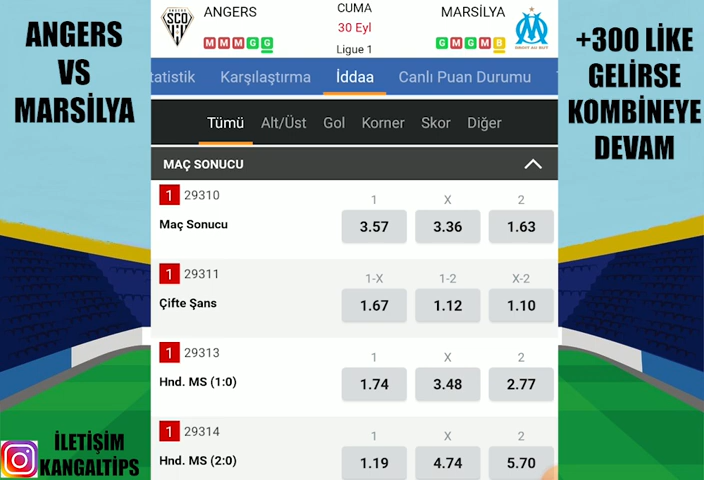 ANGERS
VS
MARSİLYA
ANGERS
CUMA
MARSİLYA
30 Eyl
M M M G G
Ligue 1
G M G M B
+300 LİKE
GELİRSE
KOMBİNEYE
DEVAM
tatistik Karşılaştırma İddaa Canlı Puan Durumu
Tümü Alt/Üst Gol Korner Skor Diğer
MAÇ SONUCU
1 29310
1 X 2
Maç Sonucu 3.57 3.36 1.63
1 29311
1-X 1-2 X-2
Çifte Şans 1.67 1.12 1.10
1 29313
1 X 2
Hnd. MS (1:0) 1.74 3.48 2.77
1 29314
1 X 2
Hnd. MS (2:0) 1.19 4.74 5.70
İLETİŞİM
KANGALTİPS
SCO